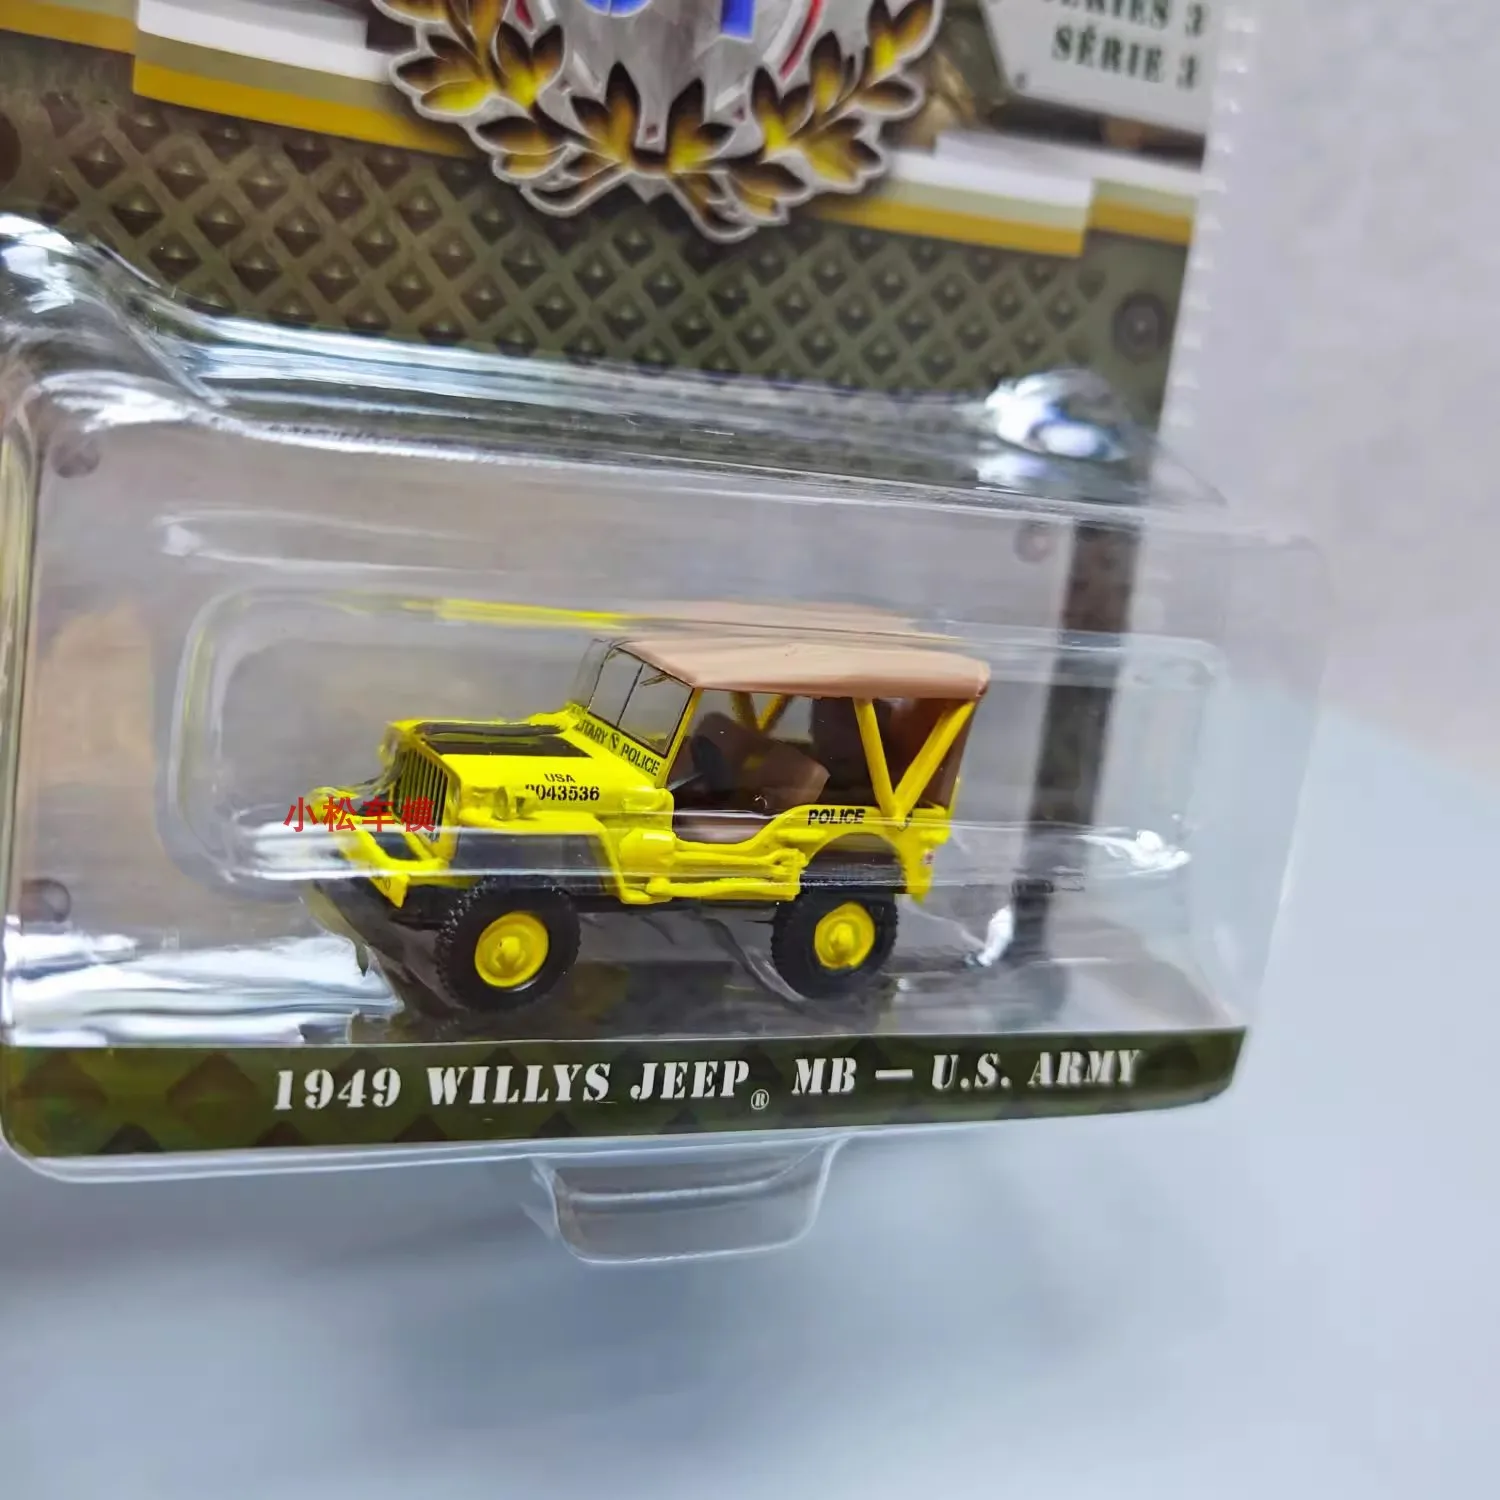 SERIES 3
SÉRIE 3
MILITARY POLICE
USA
2043536
POLICE
小松车模
1949 WILLYS JEEP® MB — U.S. ARMY